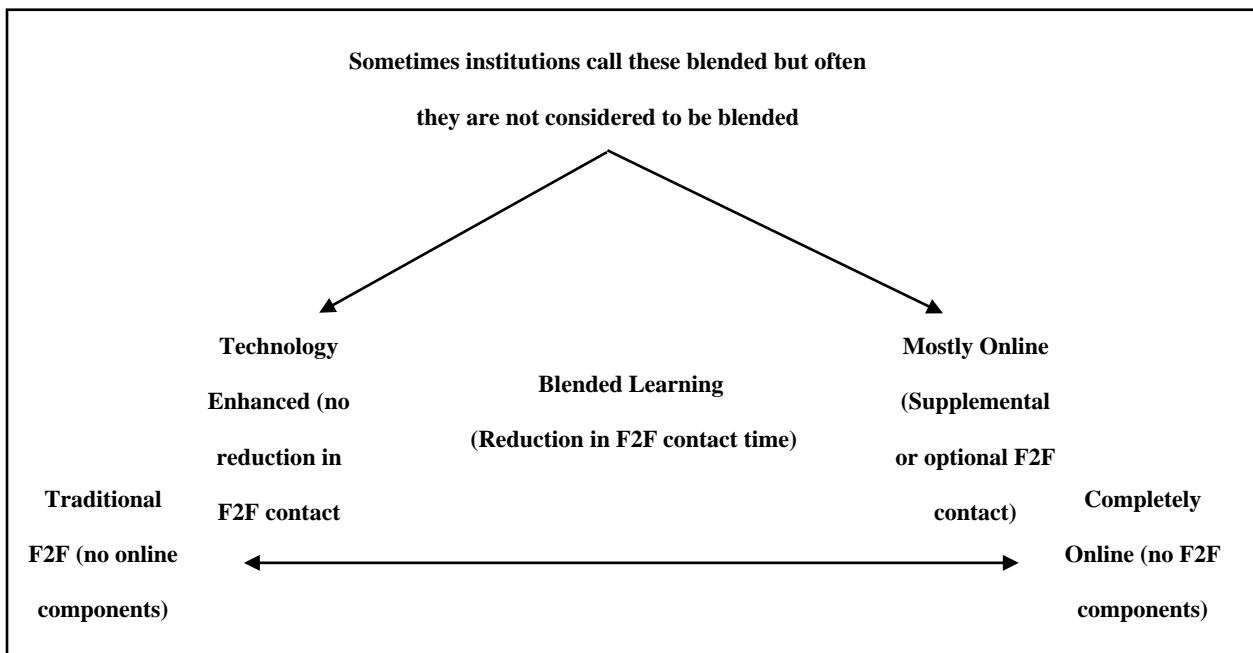 Sometimes institutions call these blended but often
they are not considered to be blended
Technology
Enhanced (no
reduction in
F2F contact
Blended Learning
(Reduction in F2F contact time)
Mostly Online
(Supplemental
or optional F2F
contact)
Traditional
F2F (no online
components)
Completely
Online (no F2F
components)